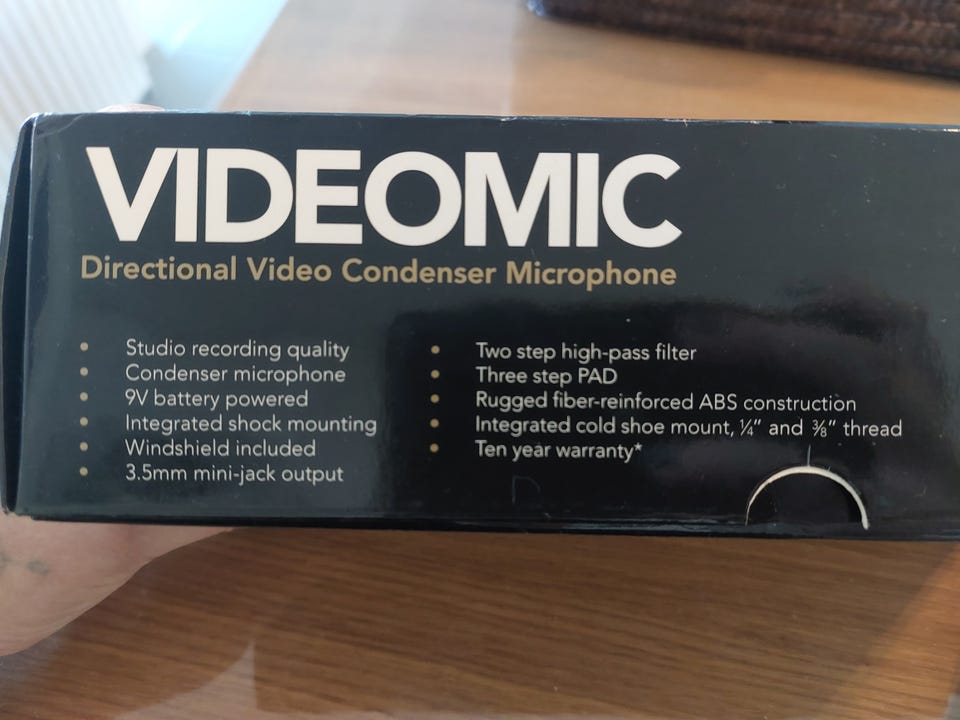 VIDEOMIC
Directional Video Condenser Microphone
• Studio recording quality
• Condenser microphone
• 9V battery powered
• Integrated shock mounting
• Windshield included
• 3.5mm mini-jack output
• Two step high-pass filter
• Three step PAD
• Rugged fiber-reinforced ABS construction
• Integrated cold shoe mount, ¼” and ⅜” thread
• Ten year warranty*